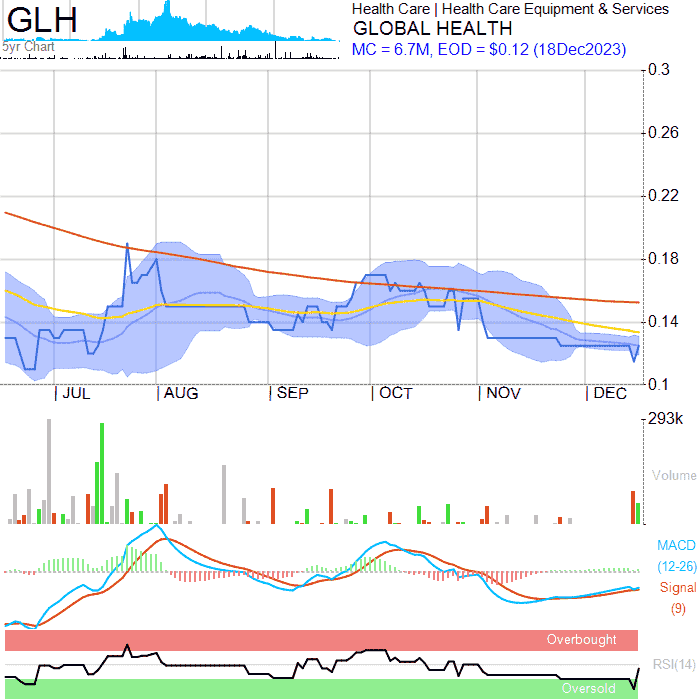 GLH
5yr Chart
Health Care | Health Care Equipment & Services
GLOBAL HEALTH
MC = 6.7M, EOD = $0.12 (18Dec2023)
0.3
0.26
0.22
0.18
0.14
0.1
JUL AUG SEP OCT NOV DEC
293k
Volume
MACD
(12-26)
Signal
(9)
Overbought
RSI(14)
Oversold